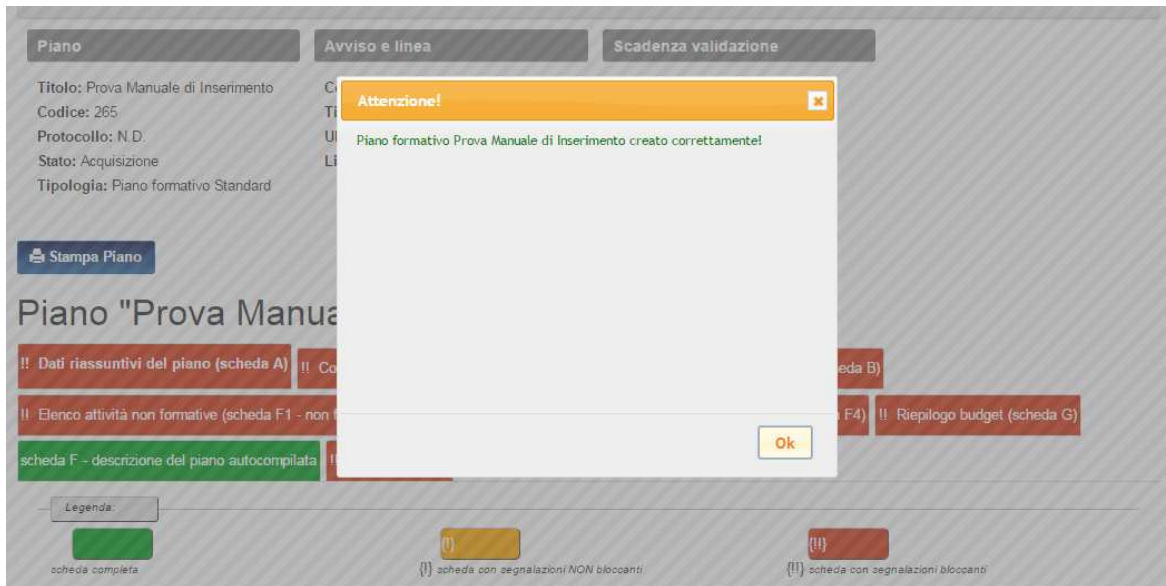 Piano
Avviso e linea
Scadenza validazione
Titolo: Prova Manuale di Inserimento
Codice: 265
Protocollo: N.D.
Stato: Acquisizione
Tipologia: Piano formativo Standard
Attenzione!
Piano formativo Prova Manuale di Inserimento creato correttamente!
Ok
Stampa Piano
Piano "Prova Manua
!! Dati riassuntivi del piano (scheda A)
!! Co
eda B)
!! Elenco attività non formative (scheda F1 - non f
F4)
!! Riepilogo budget (scheda G)
scheda F - descrizione del piano autocompilata
Legenda:
{!}
{!!}
scheda completa
{!} scheda con segnalazioni NON bloccanti
{!!} scheda con segnalazioni bloccanti